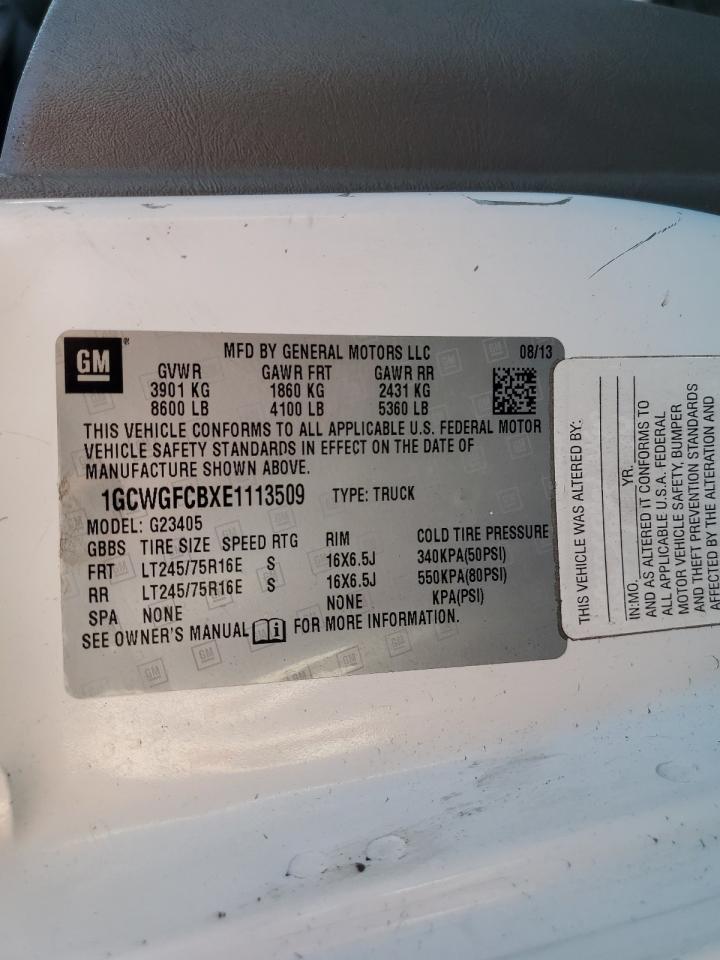 GM
MFD BY GENERAL MOTORS LLC 08/13
GVWR GAWR FRT GAWR RR
3901 KG 1860 KG 2431 KG
8600 LB 4100 LB 5360 LB
THIS VEHICLE CONFORMS TO ALL APPLICABLE U.S. FEDERAL MOTOR
VEHICLE SAFETY STANDARDS IN EFFECT ON THE DATE OF
MANUFACTURE SHOWN ABOVE.
1GCWGFCBXE1113509 TYPE: TRUCK
MODEL: G23405
GBBS TIRE SIZE SPEED RTG RIM COLD TIRE PRESSURE
FRT LT245/75R16E S 16X6.5J 340KPA(50PSI)
RR LT245/75R16E S 16X6.5J 550KPA(80PSI)
SPA NONE NONE KPA(PSI)
SEE OWNER'S MANUAL FOR MORE INFORMATION.
THIS VEHICLE WAS ALTERED BY:
IN:MO. YR.
AND AS ALTERED IT CONFORMS TO
ALL APPLICABLE U.S.A. FEDERAL
MOTOR VEHICLE SAFETY, BUMPER
AND THEFT PREVENTION STANDARDS
AFFECTED BY THE ALTERATION AND